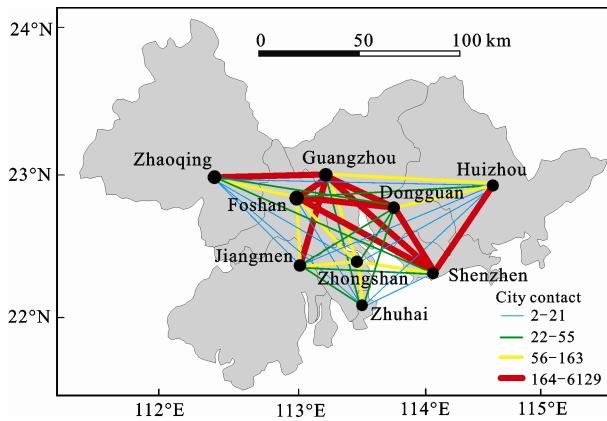 24°N
0 50 100 km
Guangzhou
Zhaoqing
Huizhou
23°N
Dongguan
Foshan
Jiangmen
Zhongshan
Shenzhen
City contact
Zhuhai
22°N
2−21
22−55
56−163
164−6129
112°E 113°E 114°E 115°E